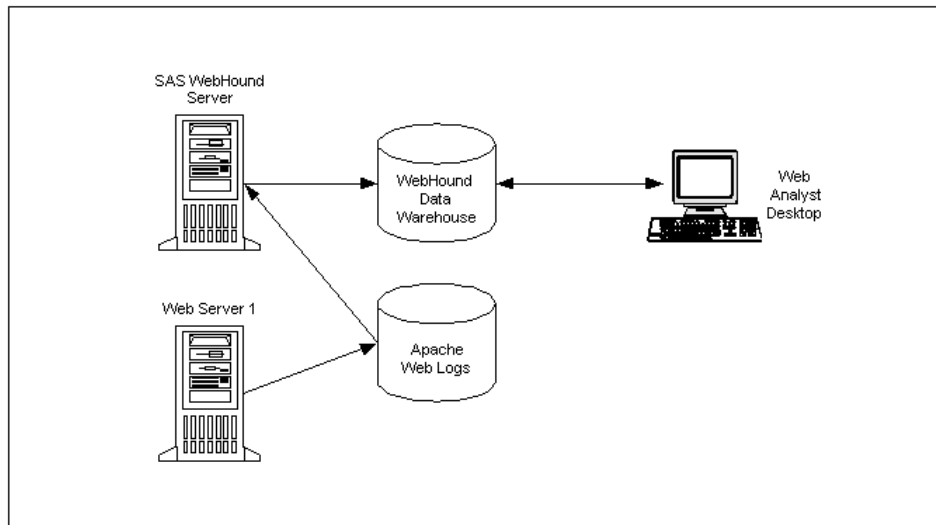 SAS WebHound
Server
WebHound
Data
Warehouse
Web
Analyst
Desktop
Web Server 1
Apache
Web Logs